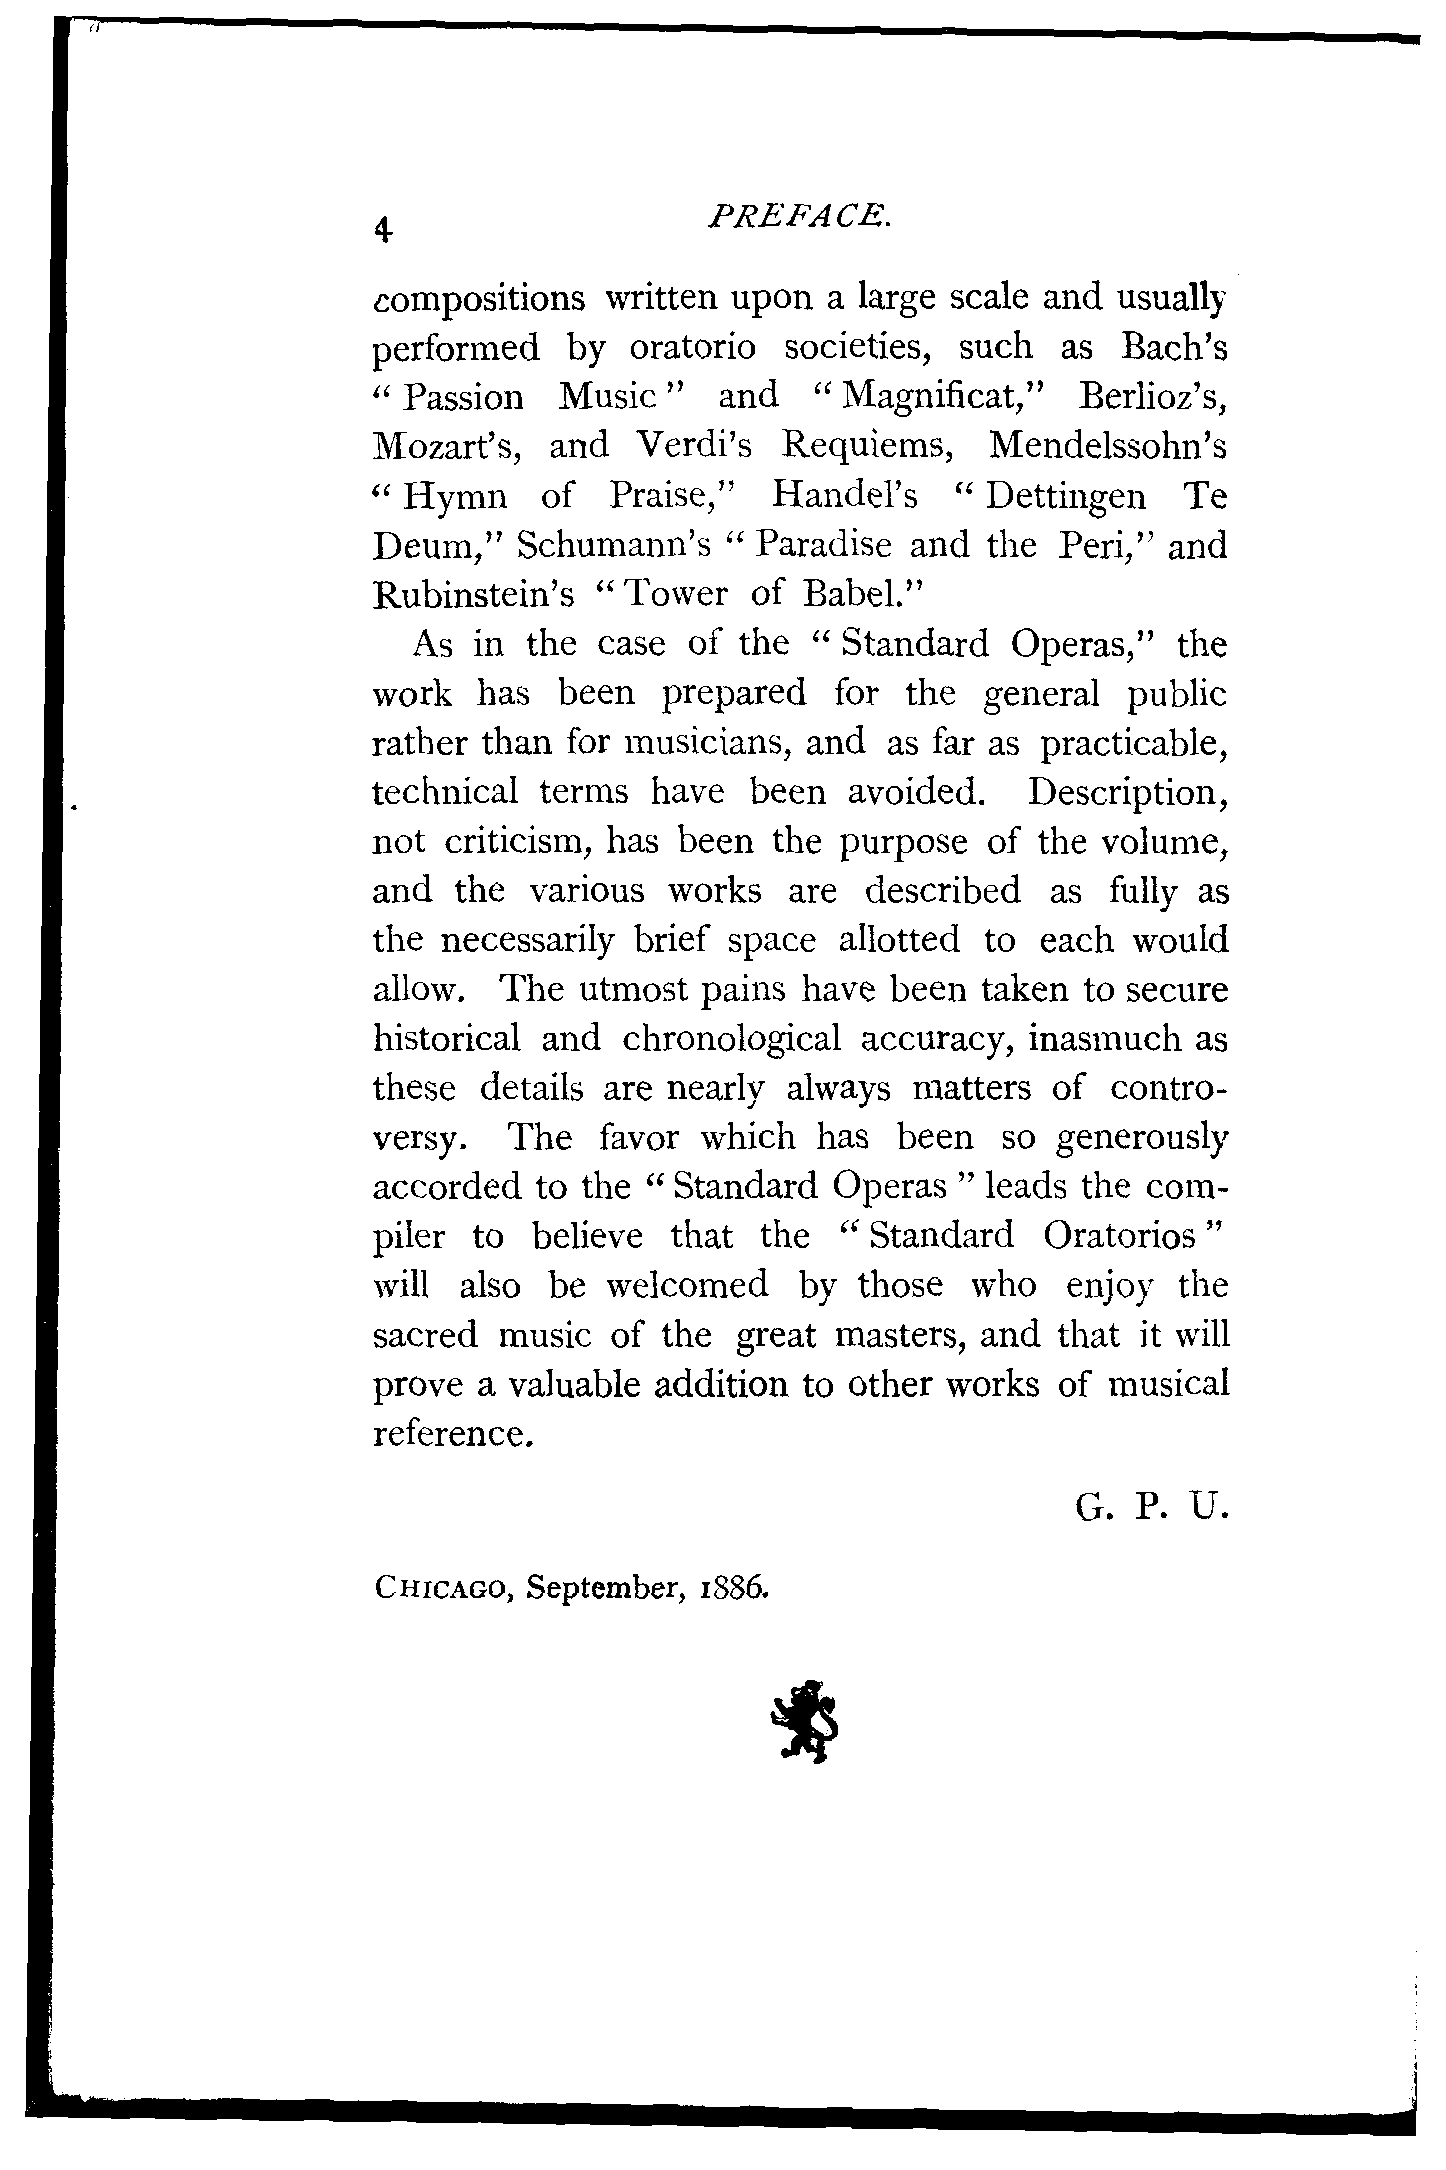 4 PREFACE.
compositions written upon a large scale and usually
performed by oratorio societies, such as Bach's
“Passion Music” and “Magnificat,” Berlioz's,
Mozart's, and Verdi's Requiems, Mendelssohn's
“Hymn of Praise,” Handel's “Dettingen Te
Deum,” Schumann's “Paradise and the Peri,” and
Rubinstein's “Tower of Babel.”
As in the case of the “Standard Operas,” the
work has been prepared for the general public
rather than for musicians, and as far as practicable,
technical terms have been avoided. Description,
not criticism, has been the purpose of the volume,
and the various works are described as fully as
the necessarily brief space allotted to each would
allow. The utmost pains have been taken to secure
historical and chronological accuracy, inasmuch as
these details are nearly always matters of contro-
versy. The favor which has been so generously
accorded to the “Standard Operas” leads the com-
piler to believe that the “Standard Oratorios”
will also be welcomed by those who enjoy the
sacred music of the great masters, and that it will
prove a valuable addition to other works of musical
reference.
G. P. U.
CHICAGO, September, 1886.